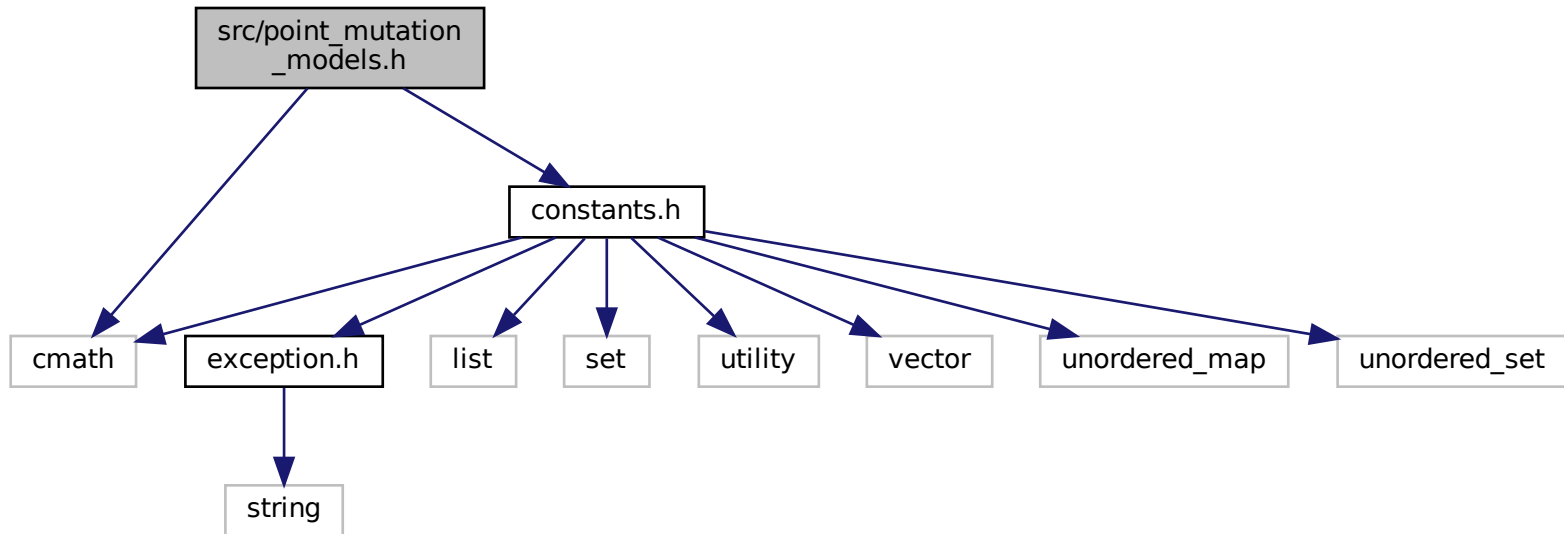 src/point_mutation
_models.h
constants.h
cmath
exception.h
list
set
utility
vector
unordered_map
unordered_set
string